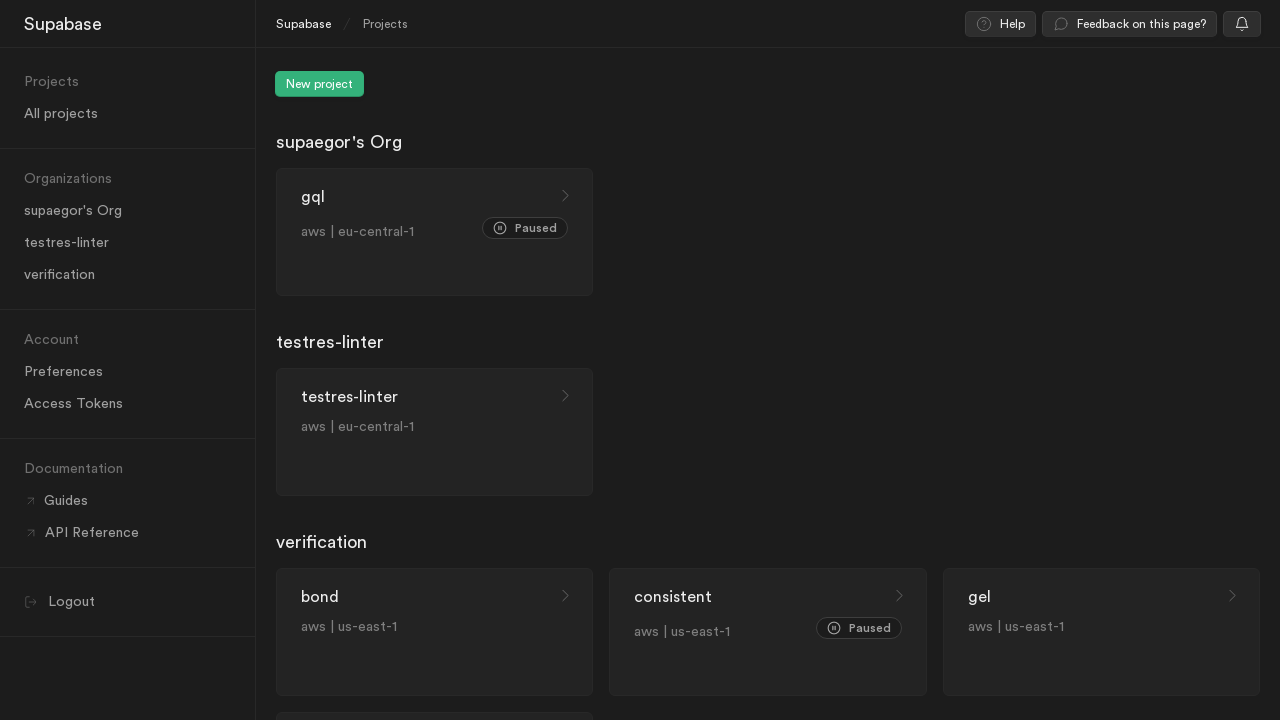 Supabase
Projects
All projects
Organizations
supaegor's Org
testres-linter
verification
Account
Preferences
Access Tokens
Documentation
Guides
API Reference
Logout
Supabase / Projects
Help
Feedback on this page?
New project
supaegor's Org
gql
aws | eu-central-1
Paused
testres-linter
testres-linter
aws | eu-central-1
verification
bond
aws | us-east-1
consistent
aws | us-east-1
Paused
gel
aws | us-east-1